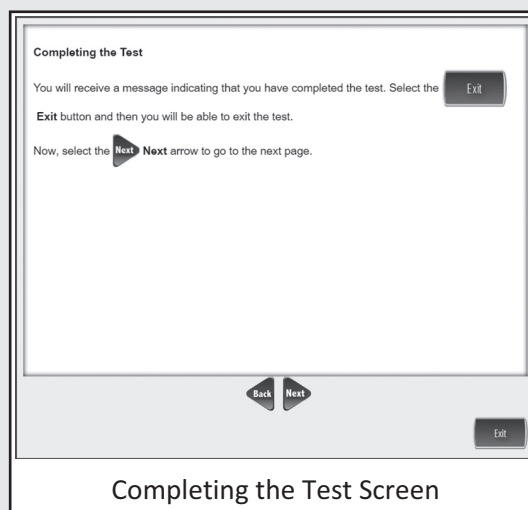 Completing the Test
You will receive a message indicating that you have completed the test. Select the Exit
Exit button and then you will be able to exit the test.
Now, select the Next Next arrow to go to the next page.
Back Next
Exit
Completing the Test Screen